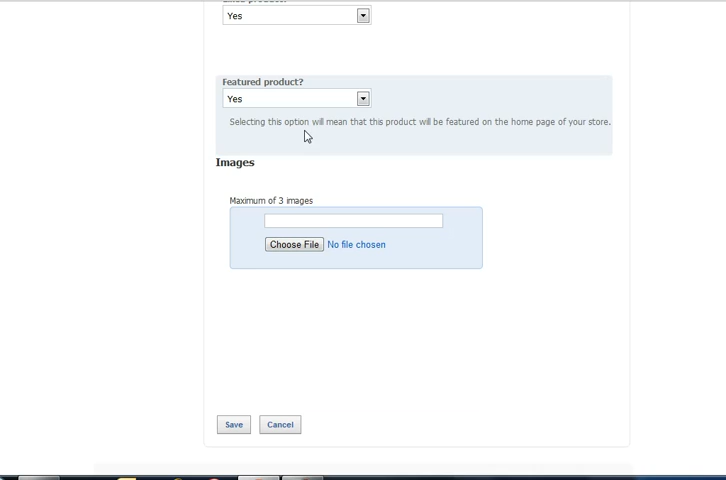 Yes
Featured product?
Yes
Selecting this option will mean that this product will be featured on the home page of your store.
Images
Maximum of 3 images
Choose File No file chosen
Save Cancel